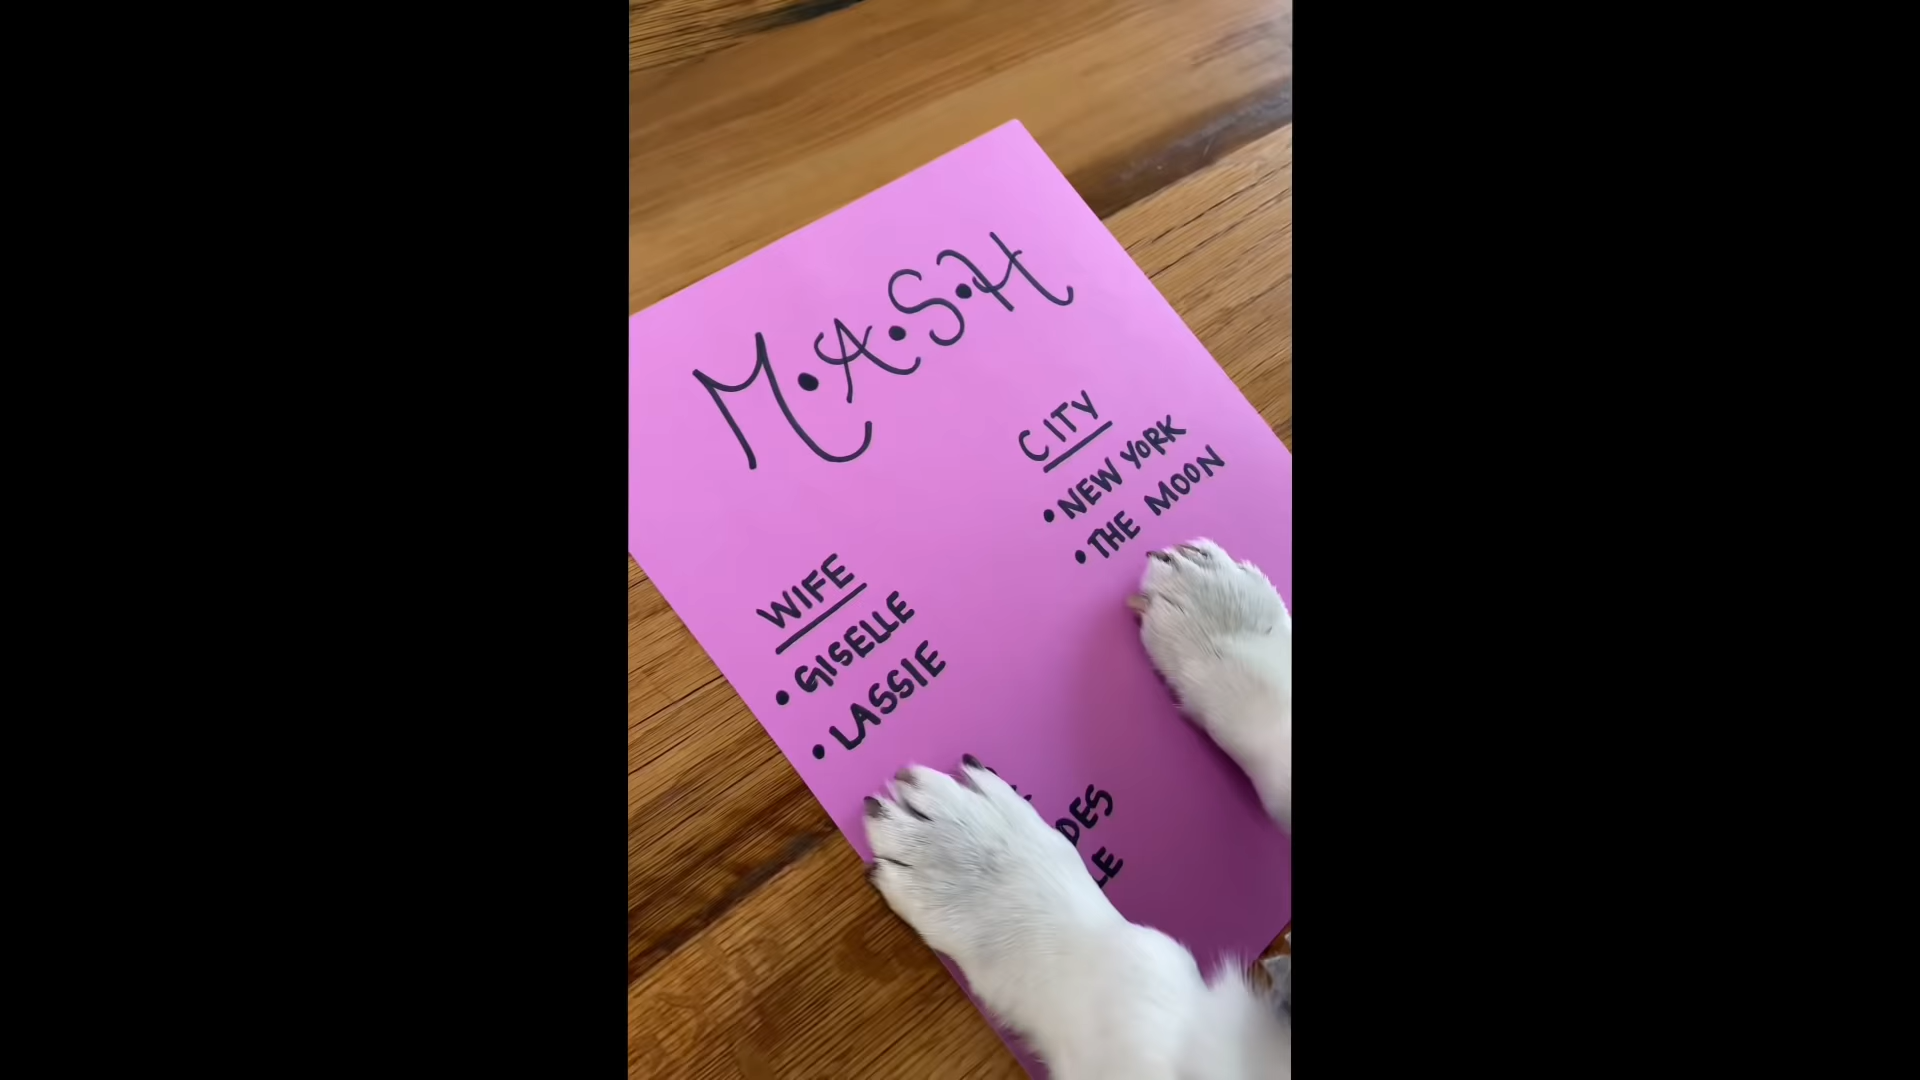 M•A•S•H
CITY
• NEW YORK
• THE MOON
WIFE
• GISELLE
• LASSIE